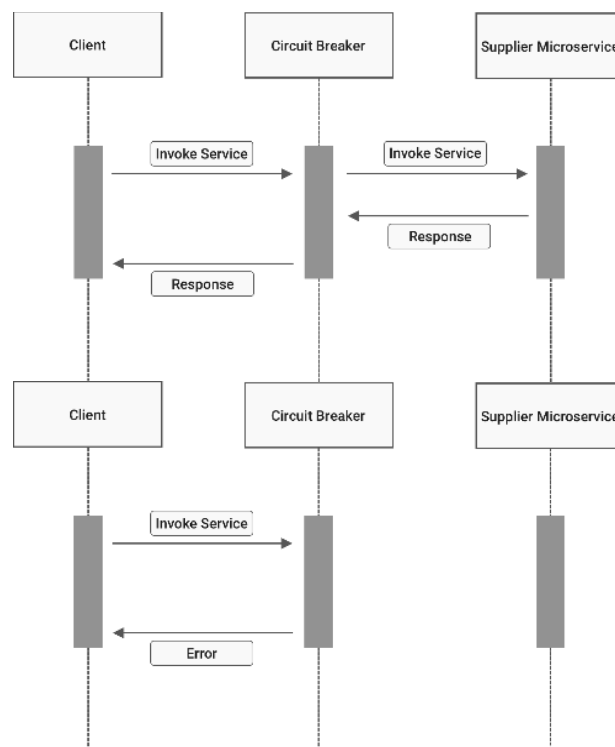 Client
Circuit Breaker
Supplier Microservice
Invoke Service
Invoke Service
Response
Response
Client
Circuit Breaker
Supplier Microservice
Invoke Service
Error